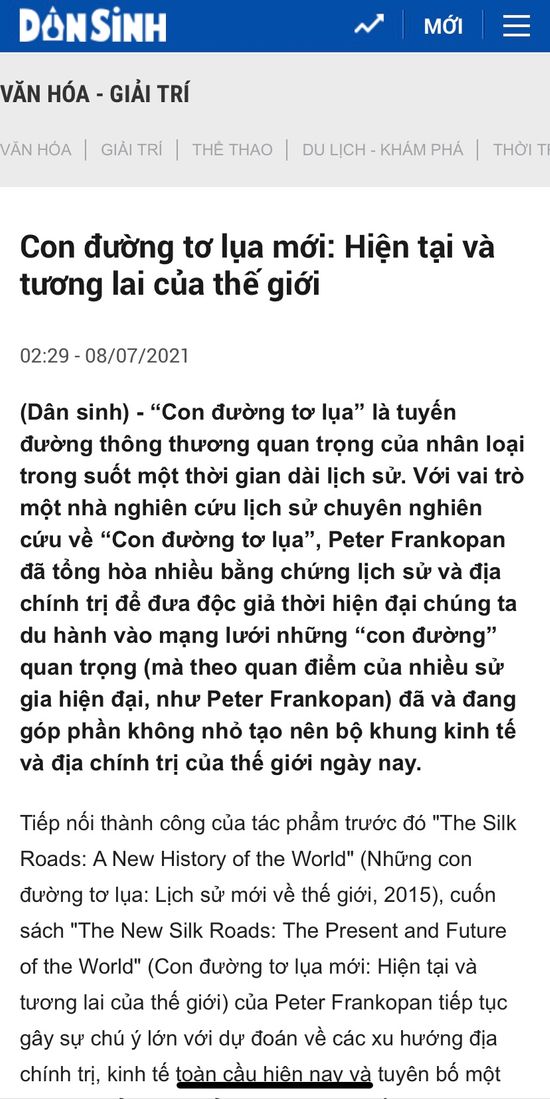 DÂN SINH
MỚI
VĂN HÓA - GIẢI TRÍ
VĂN HÓA
GIẢI TRÍ
THỂ THAO
DU LỊCH - KHÁM PHÁ
THỜI
Con đường tơ lụa mới: Hiện tại và
tương lai của thế giới
02:29 - 08/07/2021
(Dân sinh) - “Con đường tơ lụa” là tuyến
đường thông thương quan trọng của nhân loại
trong suốt một thời gian dài lịch sử. Với vai trò
một nhà nghiên cứu lịch sử chuyên nghiên
cứu về “Con đường tơ lụa”, Peter Frankopan
đã tổng hòa nhiều bằng chứng lịch sử và địa
chính trị để đưa độc giả thời hiện đại chúng ta
du hành vào mạng lưới những “con đường”
quan trọng (mà theo quan điểm của nhiều sử
gia hiện đại, như Peter Frankopan) đã và đang
góp phần không nhỏ tạo nên bộ khung kinh tế
và địa chính trị của thế giới ngày nay.
Tiếp nối thành công của tác phẩm trước đó "The Silk
Roads: A New History of the World" (Những con
đường tơ lụa: Lịch sử mới về thế giới, 2015), cuốn
sách "The New Silk Roads: The Present and Future
of the World" (Con đường tơ lụa mới: Hiện tại và
tương lai của thế giới) của Peter Frankopan tiếp tục
gây sự chú ý lớn với dự đoán về các xu hướng địa
chính trị, kinh tế toàn cầu hiện nay và tuyên bố một